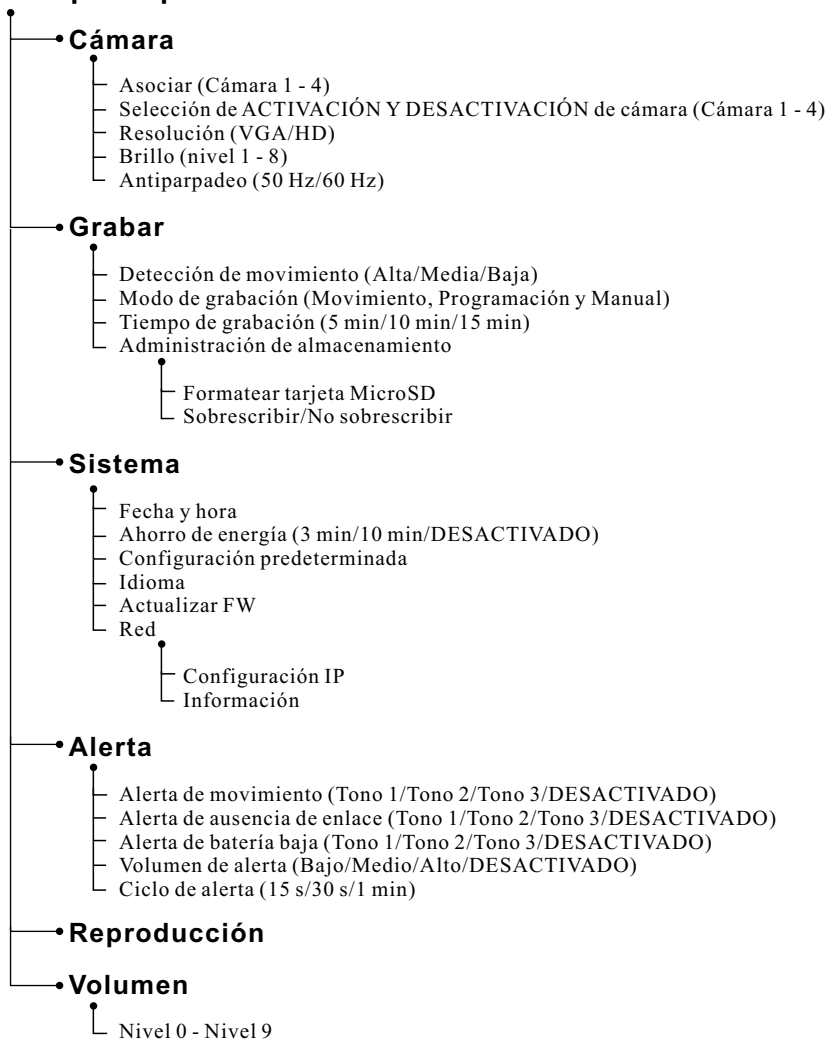 Cámara
Asociar (Cámara 1 - 4)
Selección de ACTIVACIÓN Y DESACTIVACIÓN de cámara (Cámara 1 - 4)
Resolución (VGA/HD)
Brillo (nivel 1 - 8)
Antiparpadeo (50 Hz/60 Hz)
Grabar
Detección de movimiento (Alta/Media/Baja)
Modo de grabación (Movimiento, Programación y Manual)
Tiempo de grabación (5 min/10 min/15 min)
Administración de almacenamiento
Formatear tarjeta MicroSD
Sobrescribir/No sobrescribir
Sistema
Fecha y hora
Ahorro de energía (3 min/10 min/DESACTIVADO)
Configuración predeterminada
Idioma
Actualizar FW
Red
Configuración IP
Información
Alerta
Alerta de movimiento (Tono 1/Tono 2/Tono 3/DESACTIVADO)
Alerta de ausencia de enlace (Tono 1/Tono 2/Tono 3/DESACTIVADO)
Alerta de batería baja (Tono 1/Tono 2/Tono 3/DESACTIVADO)
Volumen de alerta (Bajo/Medio/Alto/DESACTIVADO)
Ciclo de alerta (15 s/30 s/1 min)
Reproducción
Volumen
Nivel 0 - Nivel 9